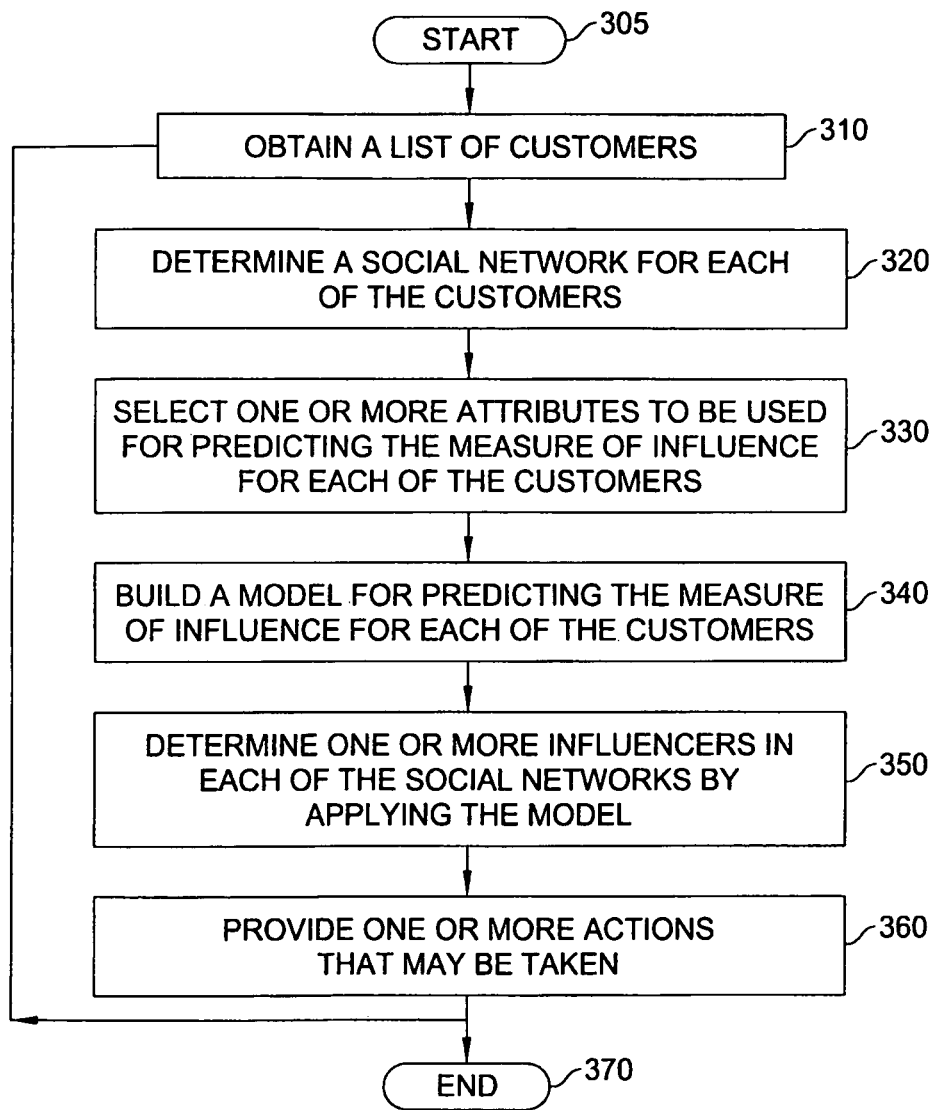 START
305
OBTAIN A LIST OF CUSTOMERS
310
DETERMINE A SOCIAL NETWORK FOR EACH
OF THE CUSTOMERS
320
SELECT ONE OR MORE ATTRIBUTES TO BE USED
FOR PREDICTING THE MEASURE OF INFLUENCE
FOR EACH OF THE CUSTOMERS
330
BUILD A MODEL FOR PREDICTING THE MEASURE
OF INFLUENCE FOR EACH OF THE CUSTOMERS
340
DETERMINE ONE OR MORE INFLUENCERS IN
EACH OF THE SOCIAL NETWORKS BY
APPLYING THE MODEL
350
PROVIDE ONE OR MORE ACTIONS
THAT MAY BE TAKEN
360
END
370